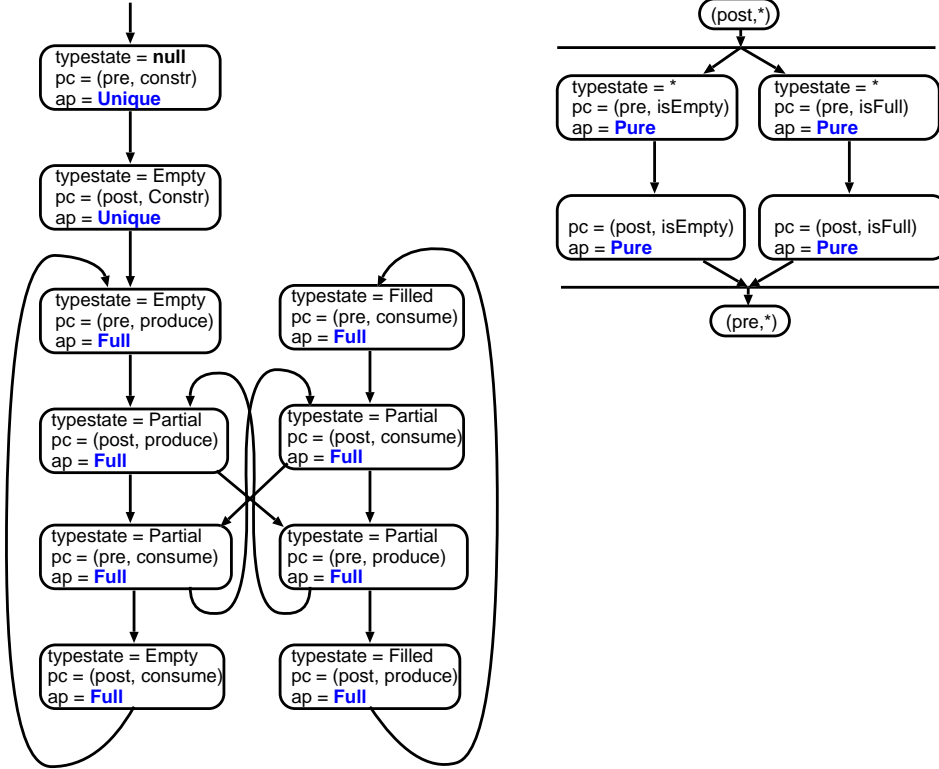 typestate = null
pc = (pre, constr)
ap = Unique
typestate = Empty
pc = (post, Constr)
ap = Unique
typestate = Empty
pc = (pre, produce)
ap = Full
typestate = Partial
pc = (post, produce)
ap = Full
typestate = Partial
pc = (pre, consume)
ap = Full
typestate = Empty
pc = (post, consume)
ap = Full
typestate = Filled
pc = (pre, consume)
ap = Full
typestate = Partial
pc = (post, consume)
ap = Full
typestate = Partial
pc = (pre, produce)
ap = Full
typestate = Filled
pc = (post, produce)
ap = Full
(post,*)
typestate = *
pc = (pre, isEmpty)
ap = Pure
typestate = *
pc = (pre, isFull)
ap = Pure
pc = (post, isEmpty)
ap = Pure
pc = (post, isFull)
ap = Pure
(pre,*)